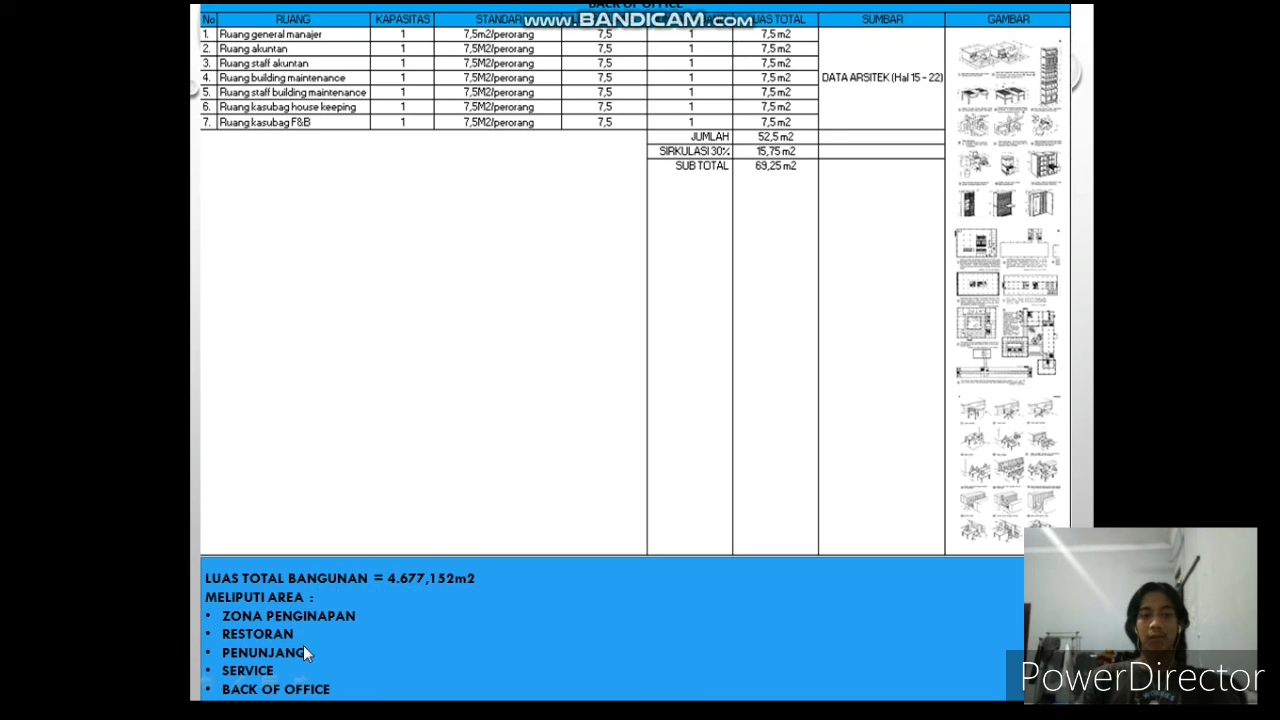 BACK OF OFFICE
www.BANDICAM.com
No RUANG KAPASITAS STANDAR LUAS TOTAL SUMBAR GAMBAR
1. Ruang general manajer 1 7,5m2/perorang 7,5 1 7,5 m2
2. Ruang akuntan 1 7,5M2/perorang 7,5 1 7,5 m2
3. Ruang staff akuntan 1 7,5M2/perorang 7,5 1 7,5 m2
4. Ruang building maintenance 1 7,5M2/perorang 7,5 1 7,5 m2 DATA ARSITEK (Hal 15 - 22)
5. Ruang staff building maintenance 1 7,5M2/perorang 7,5 1 7,5 m2
6. Ruang kasubag house keeping 1 7,5M2/perorang 7,5 1 7,5 m2
7. Ruang kasubag F&B 1 7,5M2/perorang 7,5 1 7,5 m2
JUMLAH 52,5 m2
SIRKULASI 30% 15,75 m2
SUB TOTAL 69,25 m2
LUAS TOTAL BANGUNAN = 4.677,152m2
MELIPUTI AREA :
• ZONA PENGINAPAN
• RESTORAN
• PENUNJANG
• SERVICE
• BACK OF OFFICE
PowerDirector